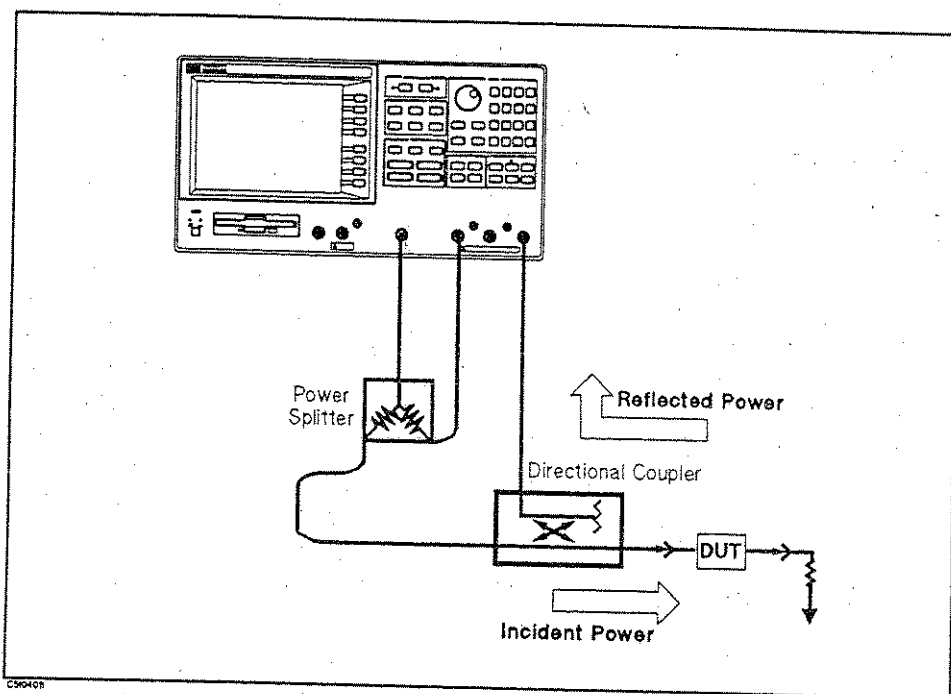 Power
Splitter
Reflected Power
Directional Coupler
DUT
Incident Power